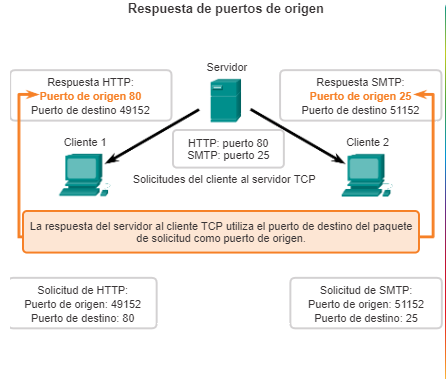 Respuesta de puertos de origen
Servidor
Respuesta HTTP:
Puerto de origen 80
Puerto de destino 49152
Respuesta SMTP:
Puerto de origen 25
Puerto de destino 51152
Cliente 1
HTTP: puerto 80
SMTP: puerto 25
Cliente 2
Solicitudes del cliente al servidor TCP
La respuesta del servidor al cliente TCP utiliza el puerto de destino del paquete
de solicitud como puerto de origen.
Solicitud de HTTP:
Puerto de origen: 49152
Puerto de destino: 80
Solicitud de SMTP:
Puerto de origen: 51152
Puerto de destino: 25